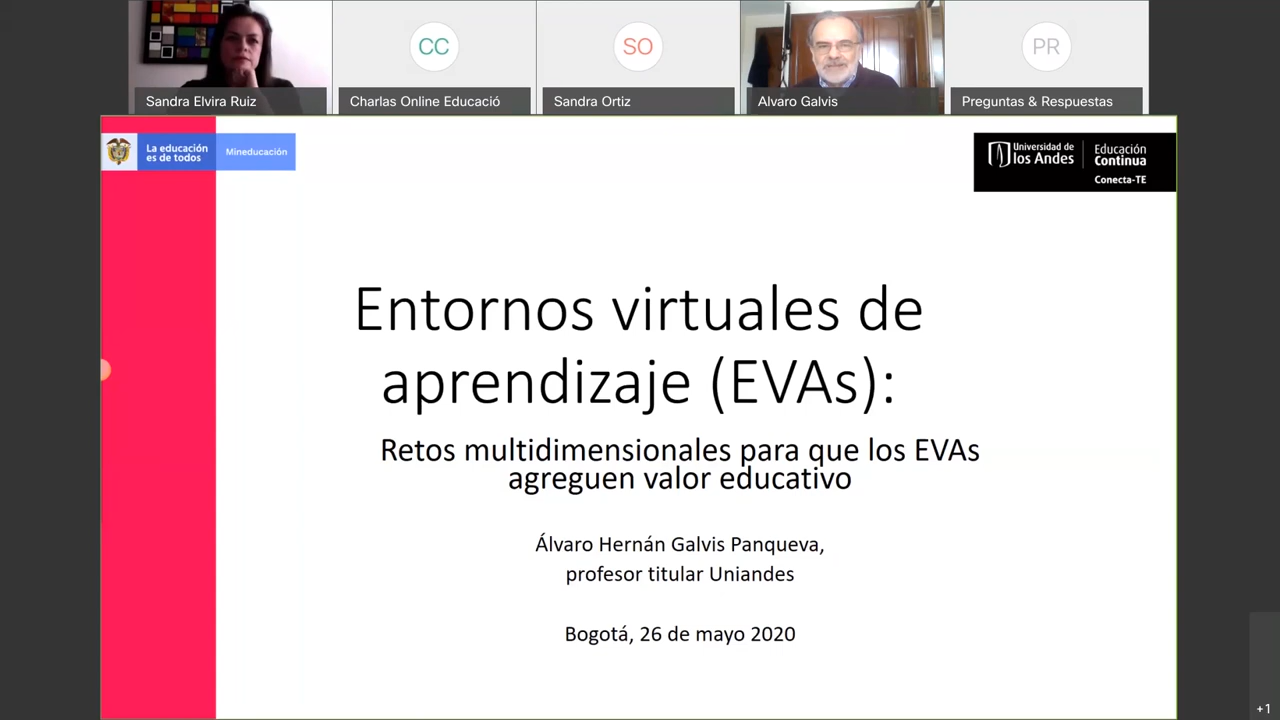 CC
SO
PR
Sandra Elvira Ruiz
Charlas Online Educació
Sandra Ortiz
Alvaro Galvis
Preguntas & Respuestas
La educación
es de todos
Mineducación
Universidad de
los Andes
Educación
Continua
Conecta-TE
Entornos virtuales de
aprendizaje (EVAs):
Retos multidimensionales para que los EVAs
agreguen valor educativo
Álvaro Hernán Galvis Panqueva,
profesor titular Uniandes
Bogotá, 26 de mayo 2020
+1